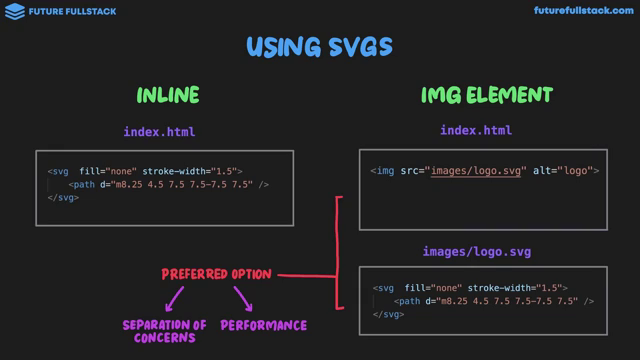 FUTURE FULLSTACK
futurefullstack.com
USING SVGS
INLINE
index.html
<svg fill="none" stroke-width="1.5">
<path d="m8.25 4.5 7.5 7.5-7.5 7.5" />
</svg>
IMG ELEMENT
index.html
<img src="images/logo.svg" alt="logo">
images/logo.svg
<svg fill="none" stroke-width="1.5">
<path d="m8.25 4.5 7.5 7.5-7.5 7.5" />
</svg>
PREFERRED OPTION
SEPARATION OF
CONCERNS
PERFORMANCE